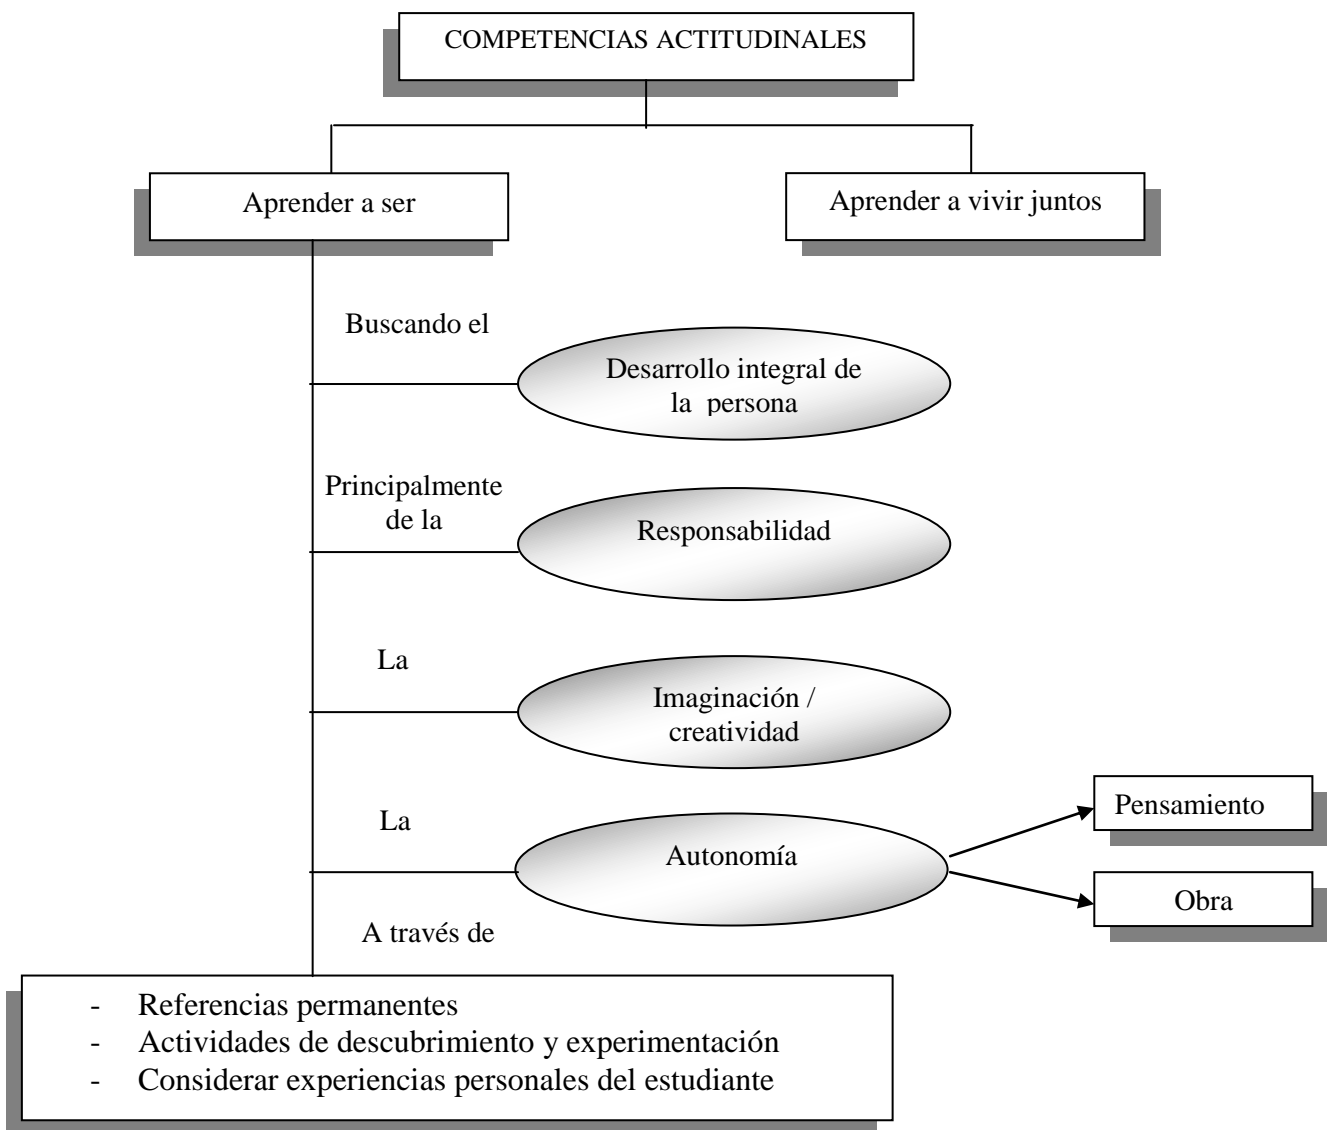 COMPETENCIAS ACTITUDINALES
Aprender a ser
Aprender a vivir juntos
Buscando el
Desarrollo integral de
la persona
Principalmente
de la
Responsabilidad
La
Imaginación /
creatividad
La
Autonomía
Pensamiento
Obra
A través de
- Referencias permanentes
- Actividades de descubrimiento y experimentación
- Considerar experiencias personales del estudiante